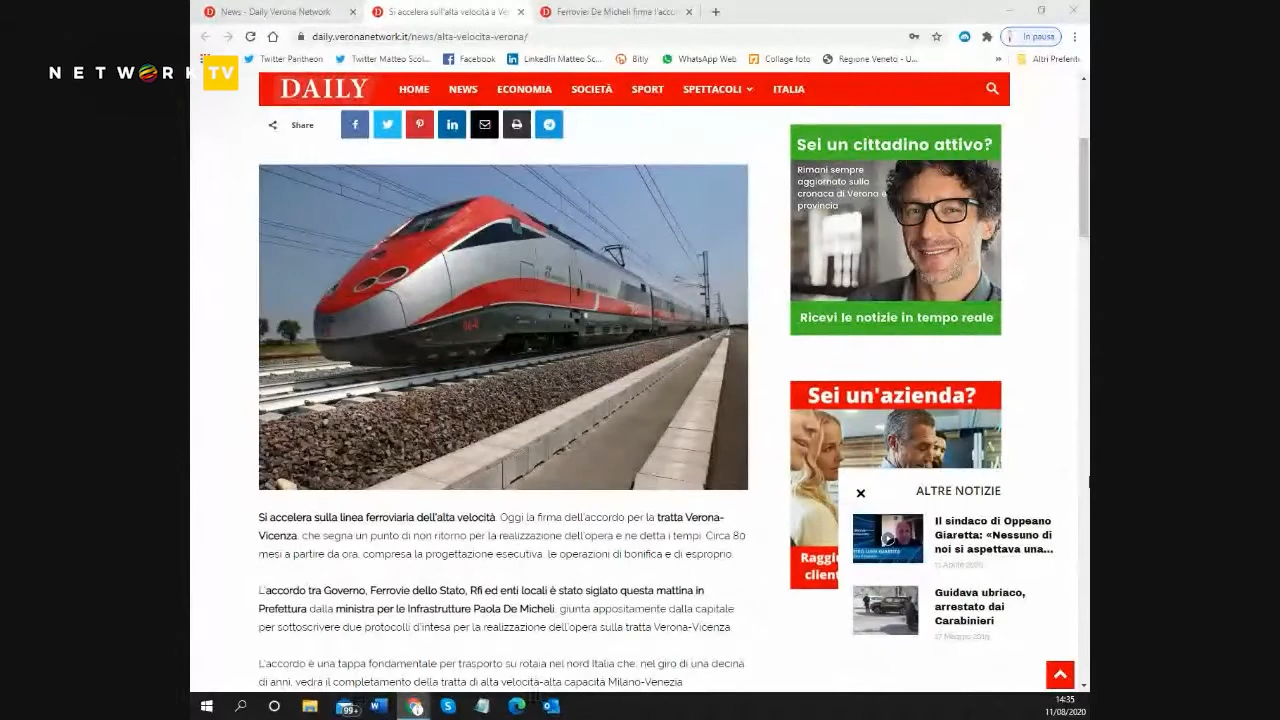 News - Daily Verona Network
Si accelera sull'alta velocità a Ve
Ferrovie: De Micheli firma l'acco
daily.veronanetwork.it/news/alta-velocita-verona/
In pausa
Twitter Pantheon
Twitter Matteo Scol...
Facebook
LinkedIn Matteo Sc...
Bitly
WhatsApp Web
Collage foto
Regione Veneto - U...
»
Altri Preferiti
NETWORK TV
DAILY
HOME
NEWS
ECONOMIA
SOCIETÀ
SPORT
SPETTACOLI
ITALIA
Share
Sei un cittadino attivo?
Rimani sempre
aggiornato sulla
cronaca di Verona e
provincia
Ricevi le notizie in tempo reale
Sei un'azienda?
Raggiu
client
Si accelera sulla linea ferroviaria dell'alta velocità. Oggi la firma dell'accordo per la tratta Verona-
Vicenza, che segna un punto di non ritorno per la realizzazione dell'opera e ne detta i tempi. Circa 80
mesi a partire da ora, compresa la progettazione esecutiva, le operazioni di bonifica e di esproprio.
L'accordo tra Governo, Ferrovie dello Stato, Rfi ed enti locali è stato siglato questa mattina in
Prefettura dalla ministra per le Infrastrutture Paola De Micheli, giunta appositamente dalla capitale
per sottoscrivere due protocolli d'intesa per la realizzazione dell'opera sulla tratta Verona-Vicenza.
L'accordo è una tappa fondamentale per trasporto su rotaia nel nord Italia che, nel giro di una decina
di anni, vedrà il completamento della tratta di alta velocità-alta capacità Milano-Venezia
ALTRE NOTIZIE
Il sindaco di Oppeano
Giaretta: «Nessuno di
noi si aspettava una...
Guidava ubriaco,
arrestato dai
Carabinieri
17 Maggio 2019
99+
14:35
11/08/2020